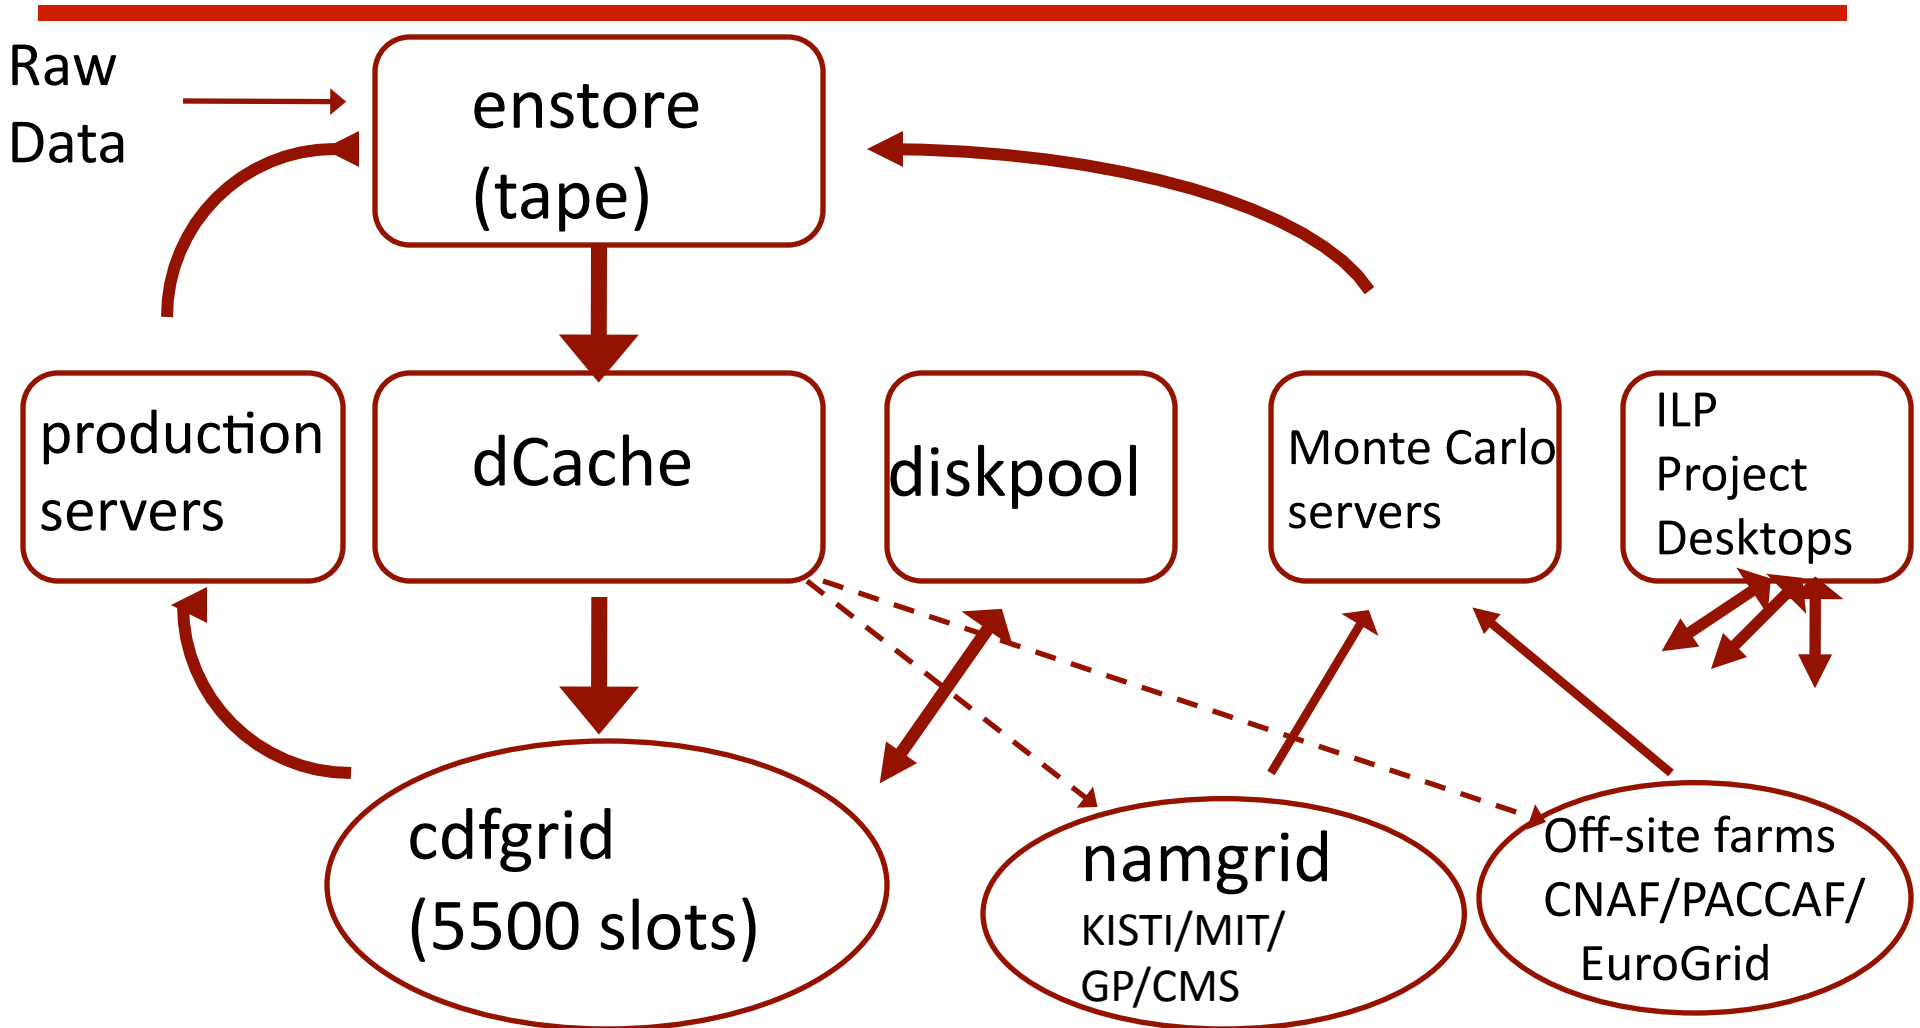 Raw
Data
enstore
(tape)
production
servers
dCache
diskpool
Monte Carlo
servers
ILP
Project
Desktops
cdfgrid
(5500 slots)
namgrid
KISTI/MIT/
GP/CMS
Off-site farms
CNAF/PACCAF/
EuroGrid